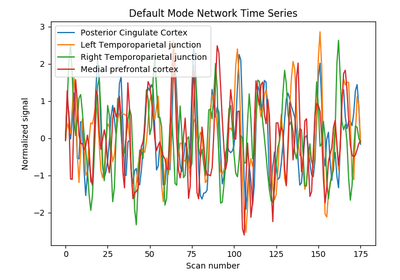 Default Mode Network Time Series
Posterior Cingulate Cortex
Left Temporoparietal junction
Right Temporoparietal junction
Medial prefrontal cortex
Normalized signal
3
2
1
0
−1
−2
0
25
50
75
100
125
150
175
Scan number